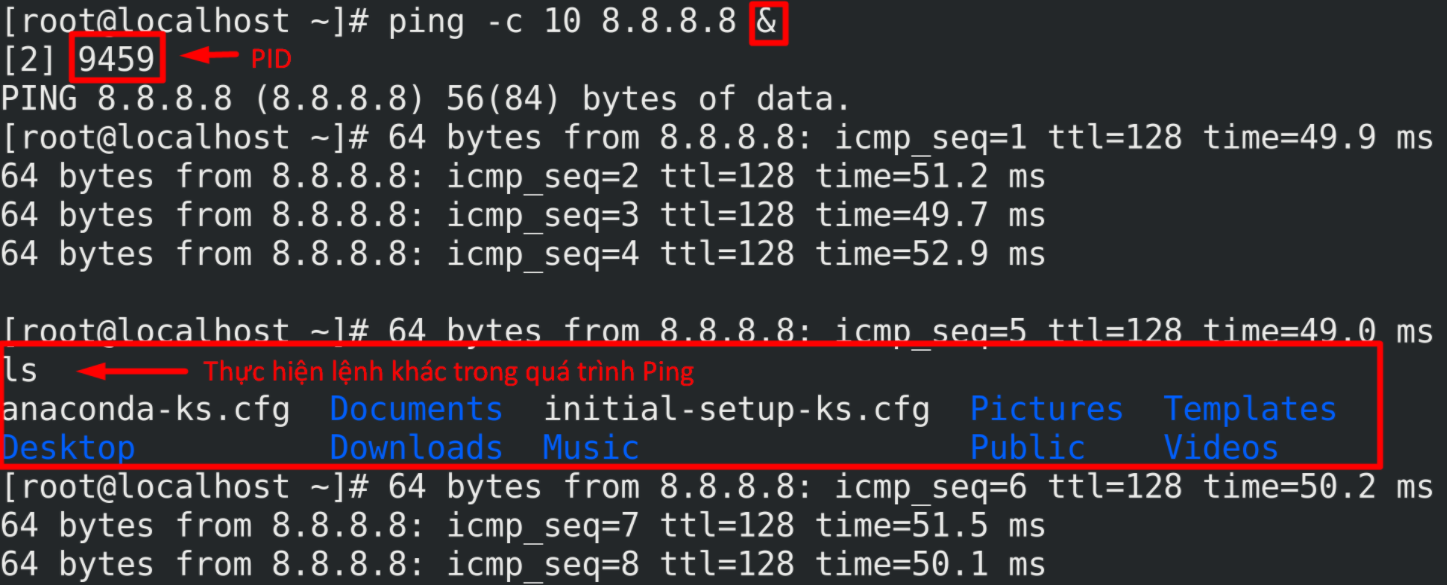 [root@localhost ~]# ping -c 10 8.8.8.8 &
[2] 9459 PID
PING 8.8.8.8 (8.8.8.8) 56(84) bytes of data.
[root@localhost ~]# 64 bytes from 8.8.8.8: icmp_seq=1 ttl=128 time=49.9 ms
64 bytes from 8.8.8.8: icmp_seq=2 ttl=128 time=51.2 ms
64 bytes from 8.8.8.8: icmp_seq=3 ttl=128 time=49.7 ms
64 bytes from 8.8.8.8: icmp_seq=4 ttl=128 time=52.9 ms
[root@localhost ~]# 64 bytes from 8.8.8.8: icmp_seq=5 ttl=128 time=49.0 ms
ls Thực hiện lệnh khác trong quá trình Ping
anaconda-ks.cfg Documents initial-setup-ks.cfg Pictures Templates
Desktop Downloads Music Public Videos
[root@localhost ~]# 64 bytes from 8.8.8.8: icmp_seq=6 ttl=128 time=50.2 ms
64 bytes from 8.8.8.8: icmp_seq=7 ttl=128 time=51.5 ms
64 bytes from 8.8.8.8: icmp_seq=8 ttl=128 time=50.1 ms